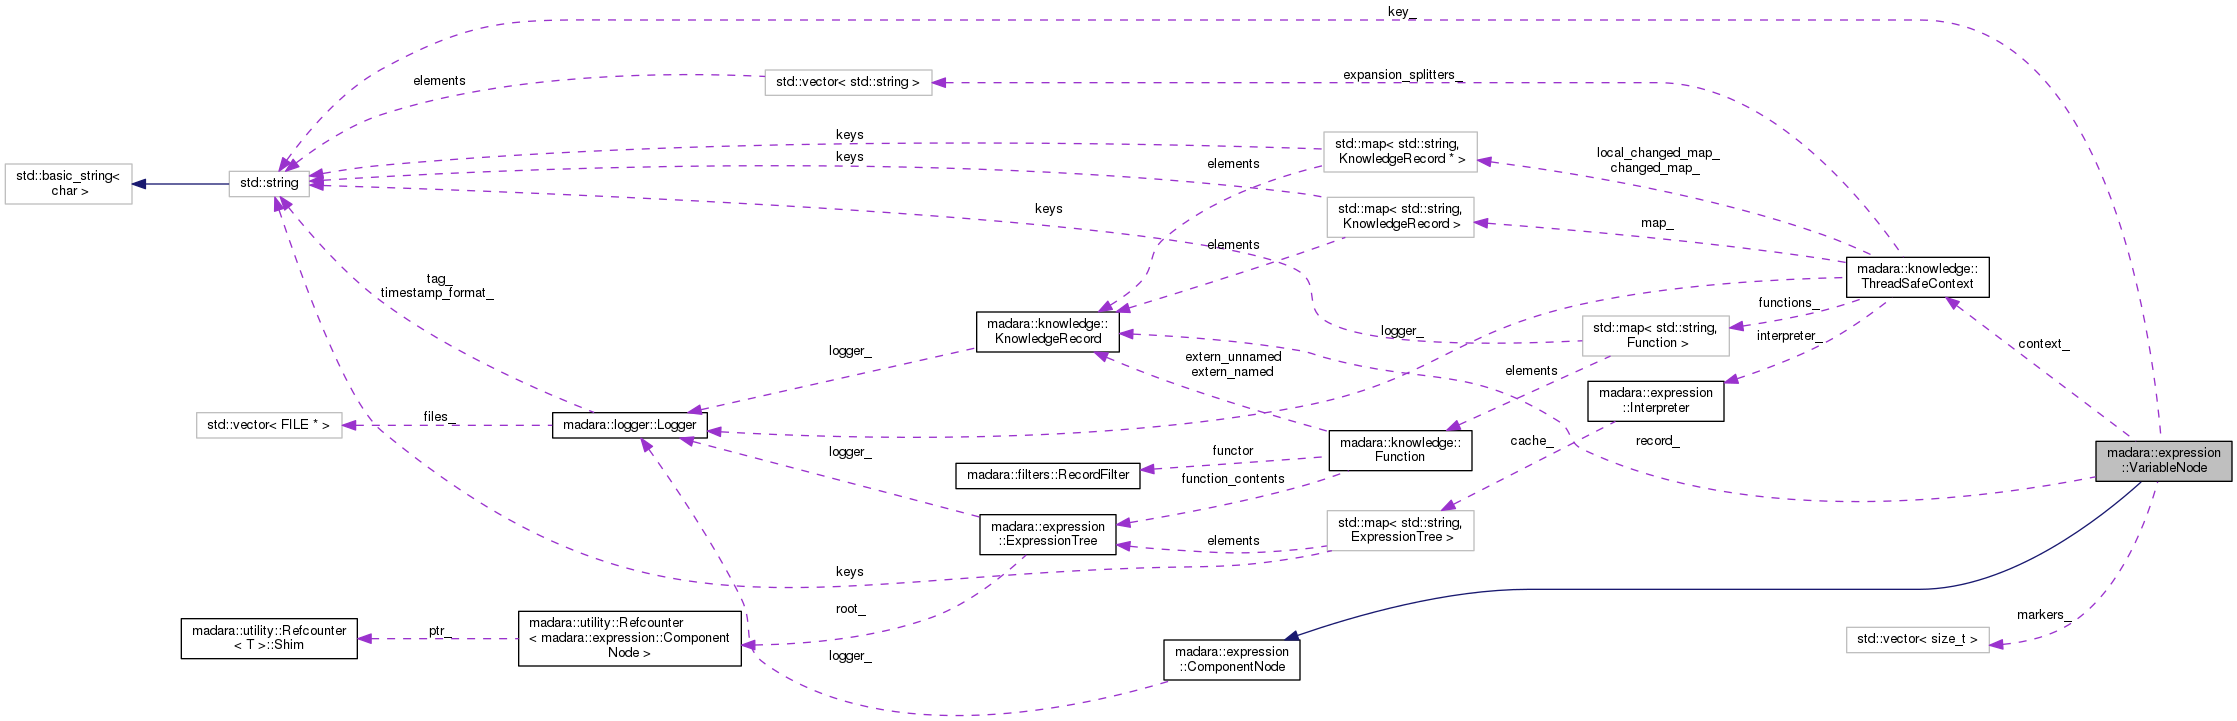 key_
elements
std::vector< std::string >
expansion_splitters_
keys
std::map< std::string,
KnowledgeRecord * >
local_changed_map_
changed_map_
keys
elements
std::basic_string<
char >
std::string
keys
std::map< std::string,
KnowledgeRecord >
map_
elements
madara::knowledge::
ThreadSafeContext
tag_
timestamp_format_
functions_
madara::knowledge::
KnowledgeRecord
logger_
std::map< std::string,
Function >
interpreter_
context_
logger_
extern_unnamed
extern_named
elements
madara::expression
::Interpreter
files_
std::vector< FILE * >
madara::logger::Logger
logger_
functor
madara::knowledge::
Function
cache_
record_
madara::expression
::VariableNode
madara::filters::RecordFilter
function_contents
madara::expression
::ExpressionTree
std::map< std::string,
ExpressionTree >
elements
keys
root_
madara::utility::Refcounter
< T >::Shim
ptr_
madara::utility::Refcounter
< madara::expression::Component
Node >
logger_
madara::expression
::ComponentNode
markers_
std::vector< size_t >